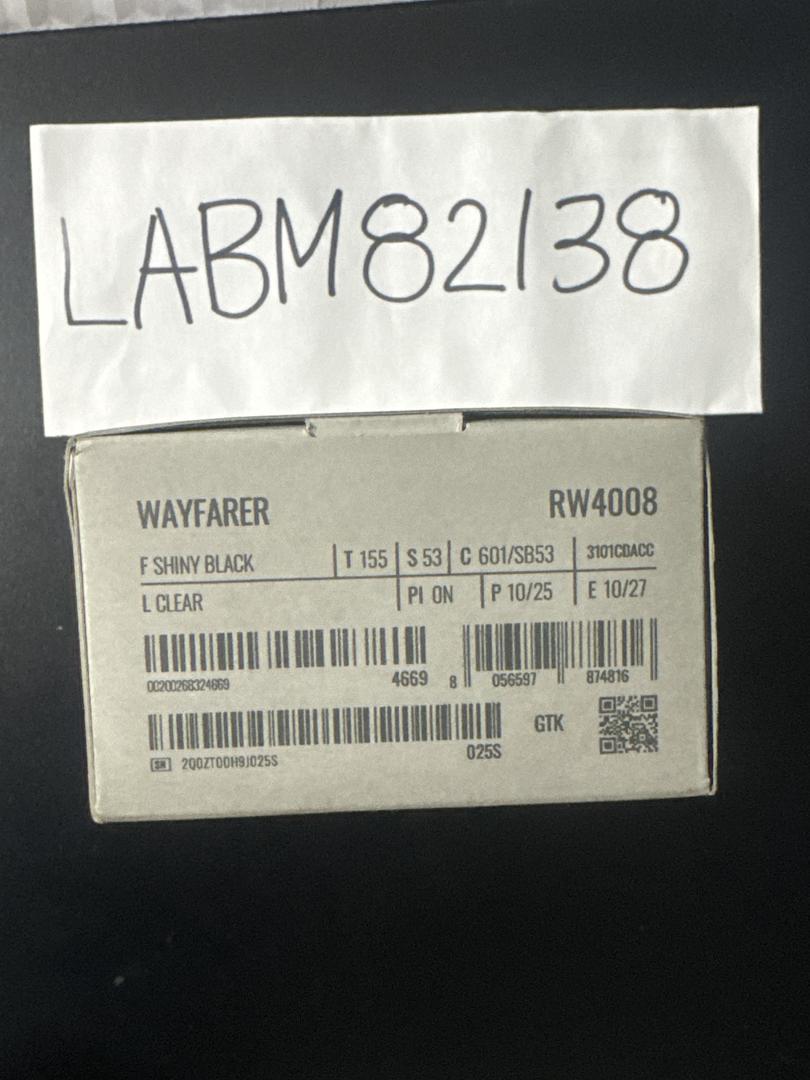 LABM82138
WAYFARER RW4008
F SHINY BLACK T 155 S 53 C 601/SB53 3101CDACC
L CLEAR PI ON P 10/25 E 10/27
00200268324669 4669 8 056597 874816
GTK
SN 2Q0ZT00H9J025S 025S